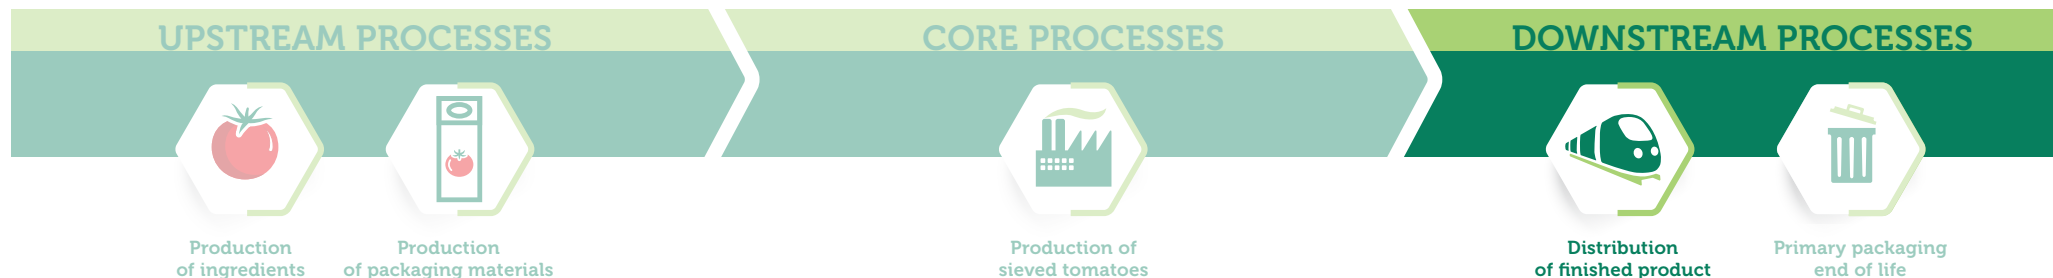 UPSTREAM PROCESSES
CORE PROCESSES
DOWNSTREAM PROCESSES
Production
of ingredients
Production
of packaging materials
Production of
sieved tomatoes
Distribution
of finished product
Primary packaging
end of life